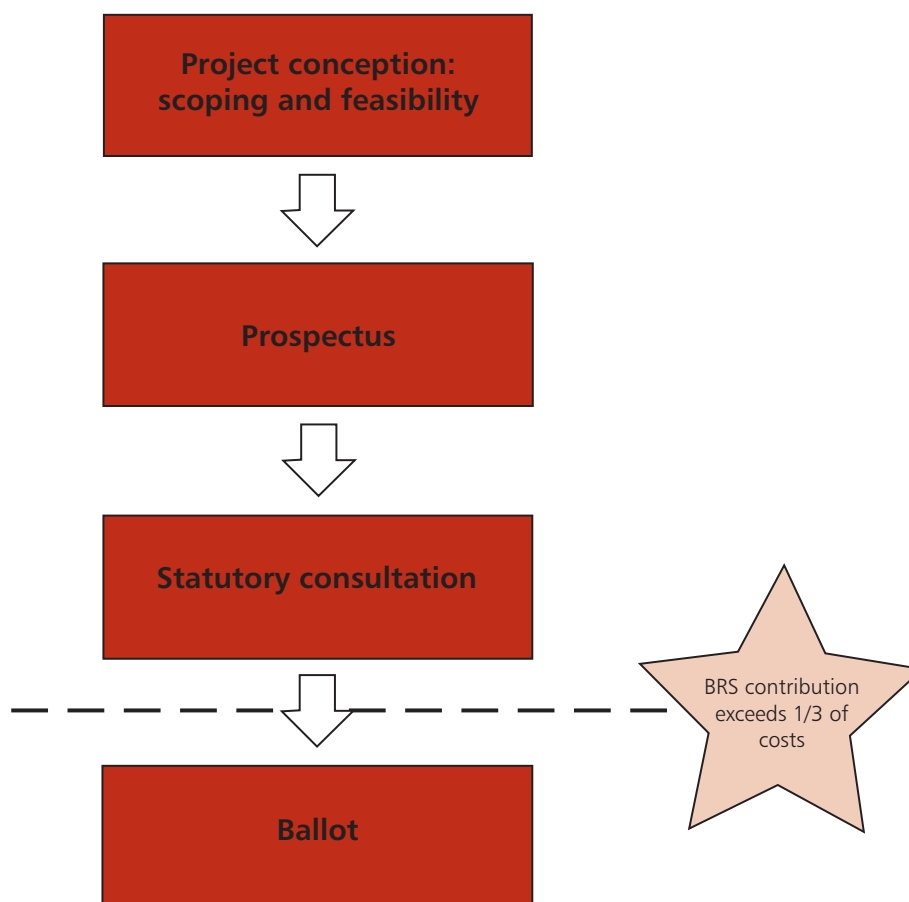 Project conception:
scoping and feasibility
Prospectus
Statutory consultation
BRS contribution
exceeds 1/3 of
costs
Ballot